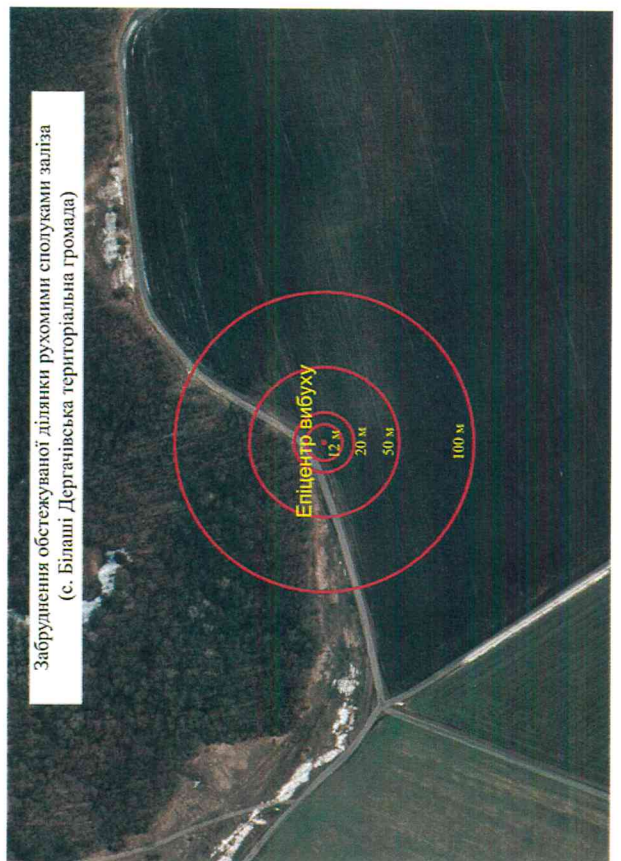 Забруднення обстежуваної ділянки рухомими сполуками заліза
(с. Білаші Дергачівська територіальна громада)
Епіцентр вибуху
12 м
20 м
50 м
100 м